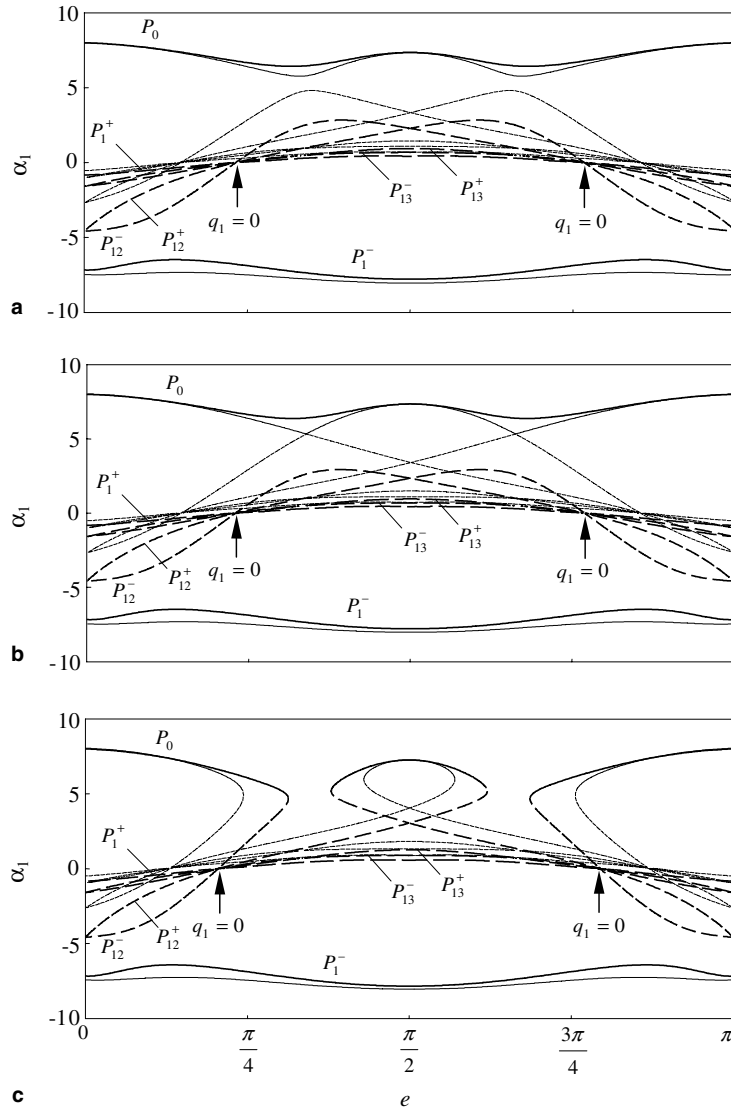 10
P₀
5
α₁
P₁⁺
0
P₁₃⁻ P₁₃⁺
q₁ = 0 q₁ = 0
P₁₂⁻ P₁₂⁺
-5
P₁⁻
a
-10
10
P₀
5
α₁
P₁⁺
0
P₁₃⁻ P₁₃⁺
q₁ = 0 q₁ = 0
P₁₂⁻ P₁₂⁺
-5
P₁⁻
b
-10
10
P₀
5
α₁
P₁⁺
0
P₁₃⁻ P₁₃⁺
q₁ = 0 q₁ = 0
P₁₂⁻ P₁₂⁺
-5
P₁⁻
-10
0 π/4 π/2 3π/4 π
c
e